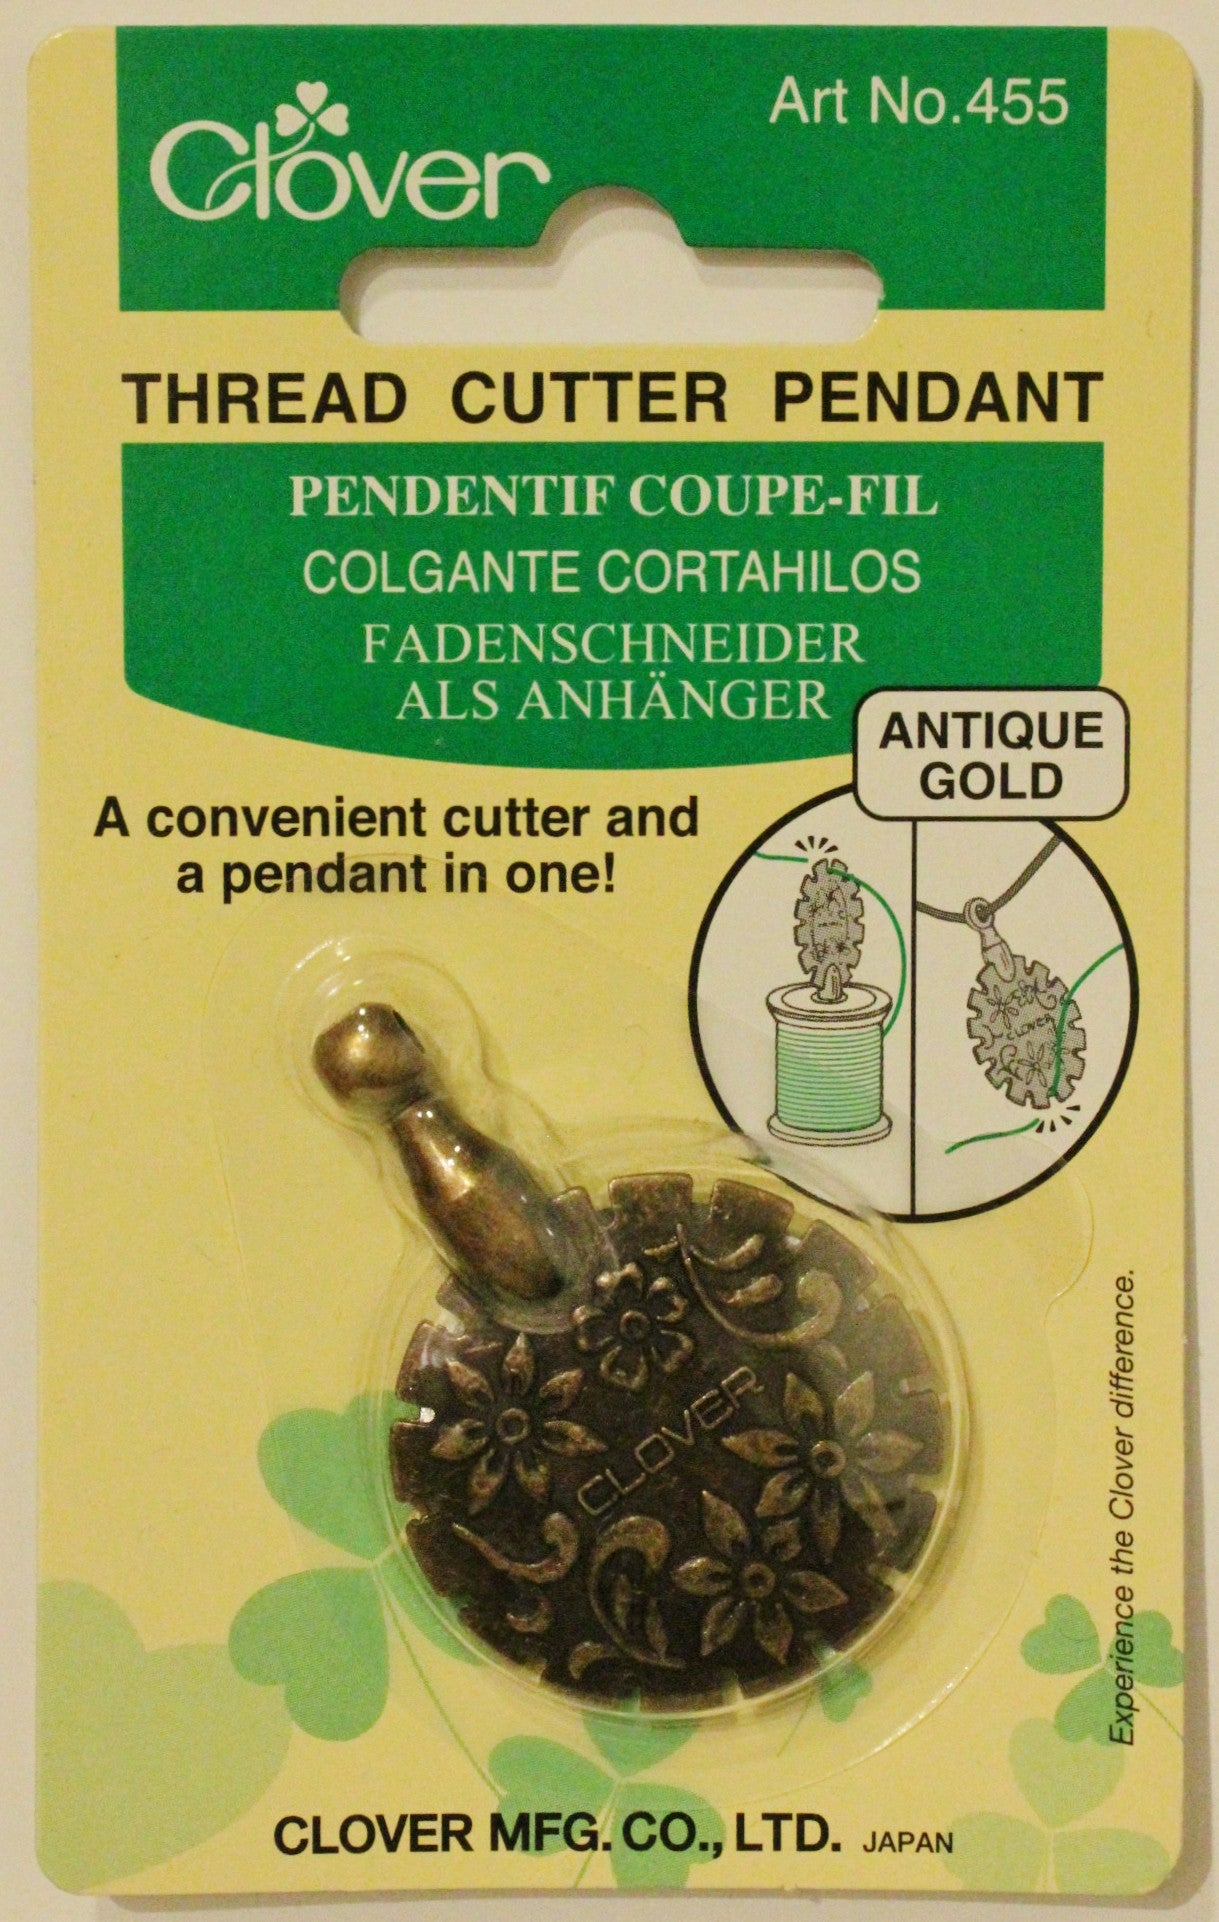 Clover
Art No.455
THREAD CUTTER PENDANT
PENDENTIF COUPE-FIL
COLGANTE CORTAHILOS
FADENSCHNEIDER
ALS ANHÄNGER
ANTIQUE
GOLD
A convenient cutter and
a pendant in one!
CLOVER
CLOVER
Experience the Clover difference.
CLOVER MFG. CO., LTD. JAPAN